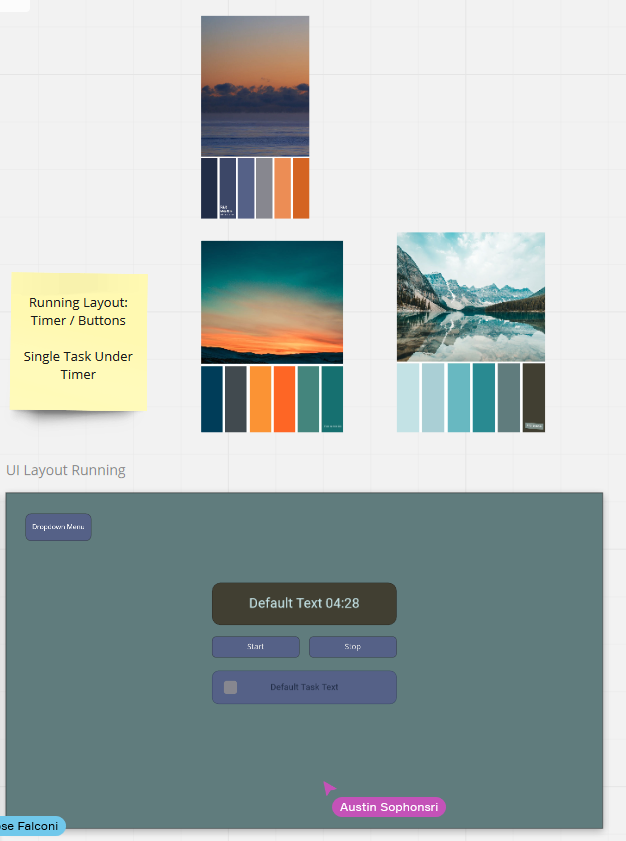 Running Layout:
Timer / Buttons
Single Task Under
Timer
UI Layout Running
Dropdown Menu
Default Text 04:28
Start
Stop
Default Task Text
Austin Sophonsri
se Falconi